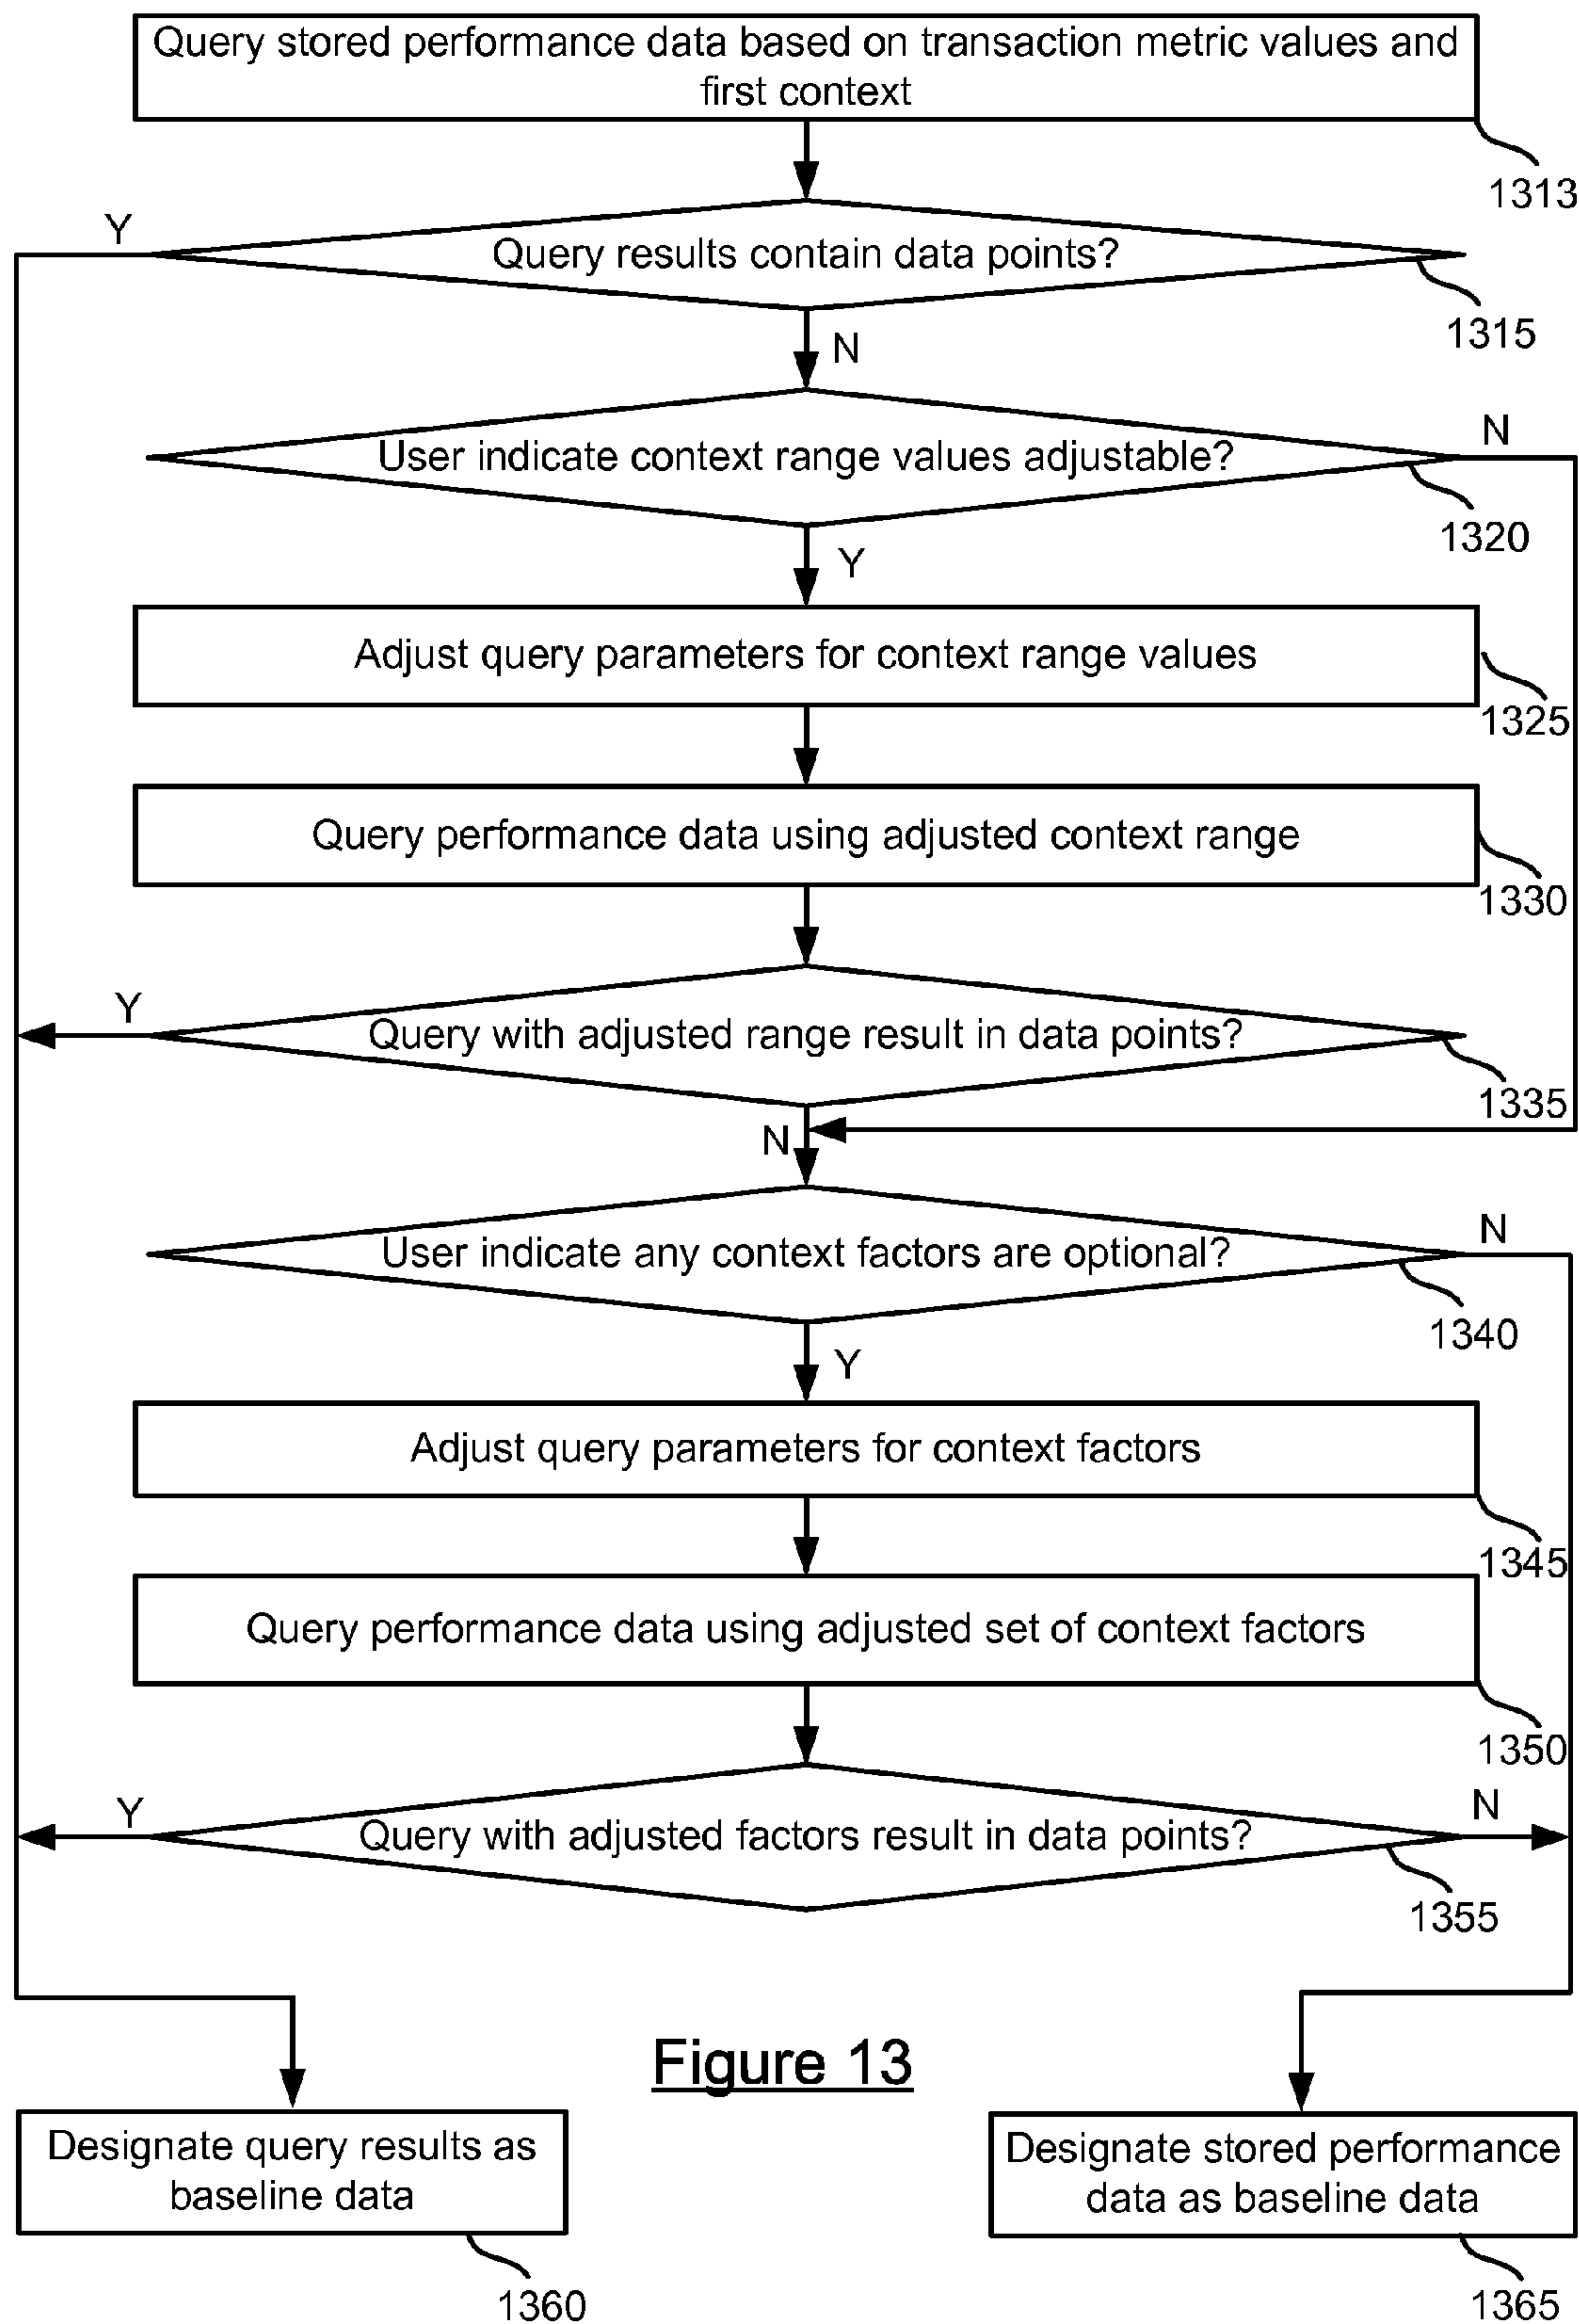 Query stored performance data based on transaction metric values and
first context
1313
Y
Query results contain data points?
1315
N
User indicate context range values adjustable?
N
1320
Y
Adjust query parameters for context range values
1325
Query performance data using adjusted context range
1330
Y
Query with adjusted range result in data points?
1335
N
User indicate any context factors are optional?
N
1340
Y
Adjust query parameters for context factors
1345
Query performance data using adjusted set of context factors
1350
Y
Query with adjusted factors result in data points?
N
1355
Figure 13
Designate query results as
baseline data
1360
Designate stored performance
data as baseline data
1365